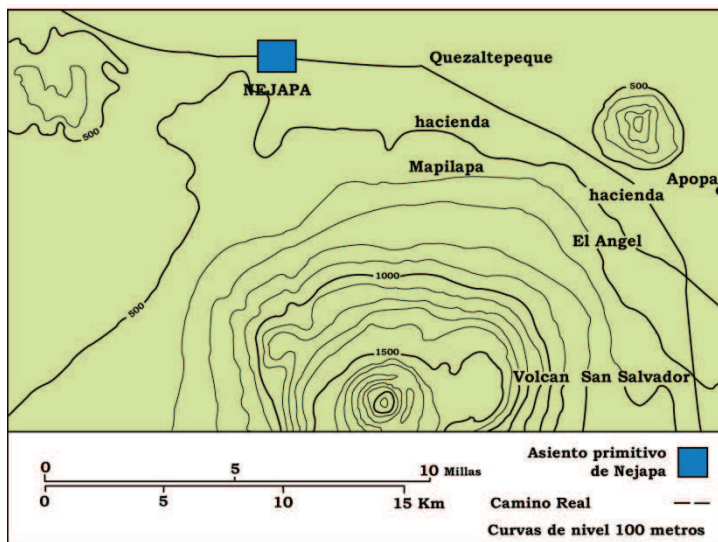 Quezaltepeque
NEJAPA
500
500
hacienda
Mapilapa
Apopa
hacienda
El Angel
1000
500
1500
Volcan San Salvador
0 5 10 Millas
0 5 10 15 Km
Asiento primitivo
de Nejapa
Camino Real
Curvas de nivel 100 metros